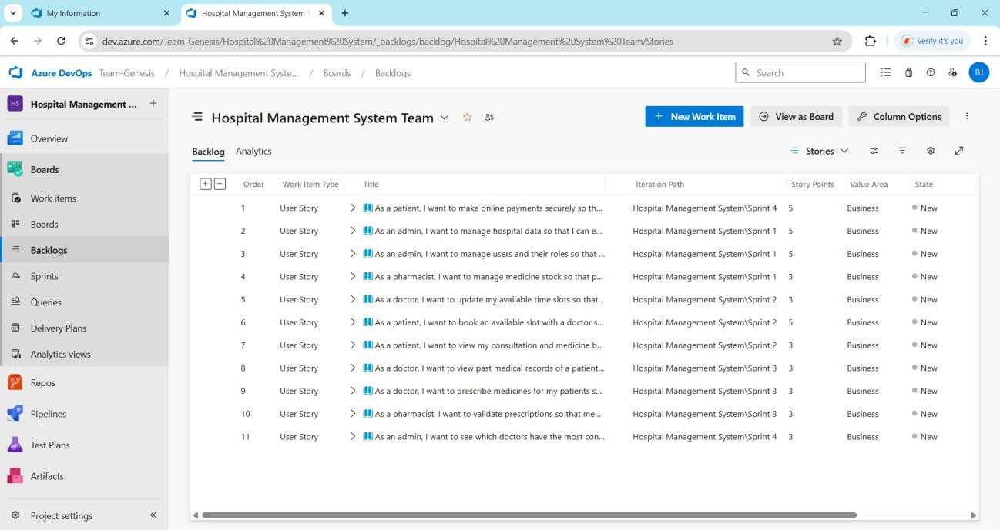 My Information
Hospital Management System T
dev.azure.com/Team-Genesis/Hospital%20Management%20System/_backlogs/backlog/Hospital%20Management%20System%20Team/Stories
Verify it's you
Azure DevOps Team-Genesis / Hospital Management Syste... / Boards / Backlogs
Search
BJ
HS Hospital Management ...
Overview
Boards
Work items
Boards
Backlogs
Sprints
Queries
Delivery Plans
Analytics views
Repos
Pipelines
Test Plans
Artifacts
Project settings
Hospital Management System Team
New Work Item View as Board Column Options
Backlog Analytics
Stories
Order Work Item Type Title Iteration Path Story Points Value Area State
1 User Story As a patient, I want to make online payments securely so th... Hospital Management System\Sprint 4 5 Business New
2 User Story As an admin, I want to manage hospital data so that I can e... Hospital Management System\Sprint 1 5 Business New
3 User Story As an admin, I want to manage users and their roles so that ... Hospital Management System\Sprint 1 5 Business New
4 User Story As a pharmacist, I want to manage medicine stock so that p... Hospital Management System\Sprint 1 3 Business New
5 User Story As a doctor, I want to update my available time slots so that... Hospital Management System\Sprint 2 3 Business New
6 User Story As a patient, I want to book an available slot with a doctor s... Hospital Management System\Sprint 2 5 Business New
7 User Story As a patient, I want to view my consultation and medicine b... Hospital Management System\Sprint 2 3 Business New
8 User Story As a doctor, I want to view past medical records of a patient... Hospital Management System\Sprint 3 3 Business New
9 User Story As a doctor, I want to prescribe medicines for my patients s... Hospital Management System\Sprint 3 3 Business New
10 User Story As a pharmacist, I want to validate prescriptions so that me... Hospital Management System\Sprint 3 3 Business New
11 User Story As an admin, I want to see which doctors have the most con... Hospital Management System\Sprint 4 3 Business New